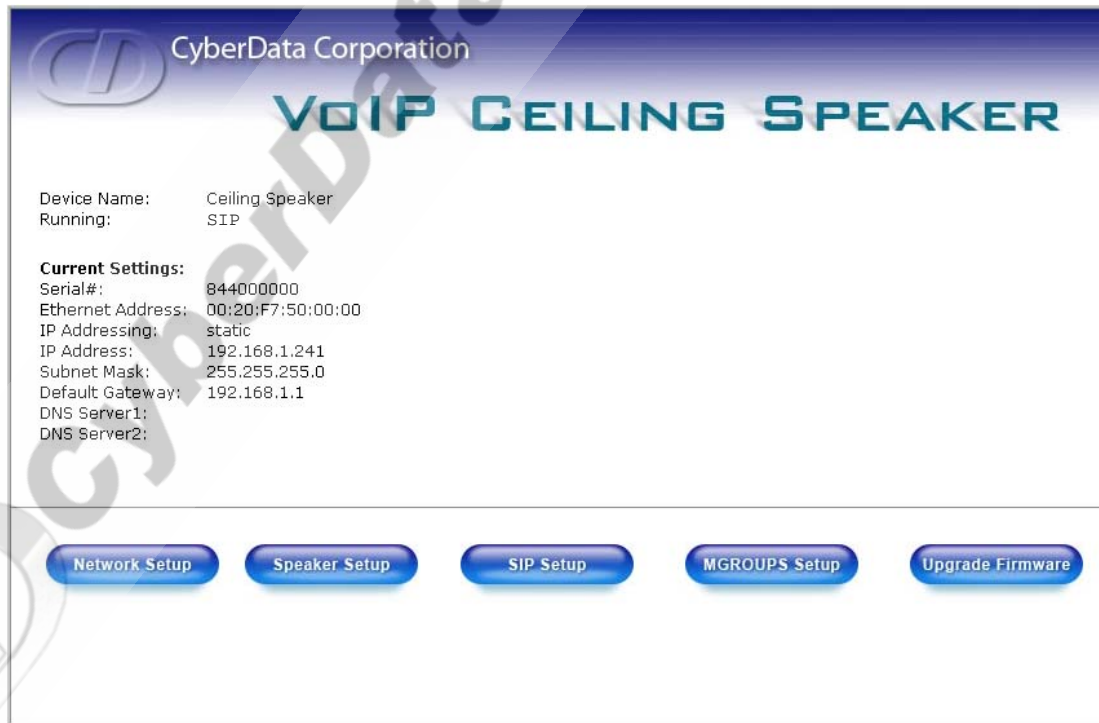 CyberData Corporation
VoIP Ceiling Speaker
Device Name: Ceiling Speaker
Running: SIP
Current Settings:
Serial#: 844000000
Ethernet Address: 00:20:F7:50:00:00
IP Addressing: static
IP Address: 192.168.1.241
Subnet Mask: 255.255.255.0
Default Gateway: 192.168.1.1
DNS Server1:
DNS Server2:
Network Setup
Speaker Setup
SIP Setup
MGROUPS Setup
Upgrade Firmware
CyberData